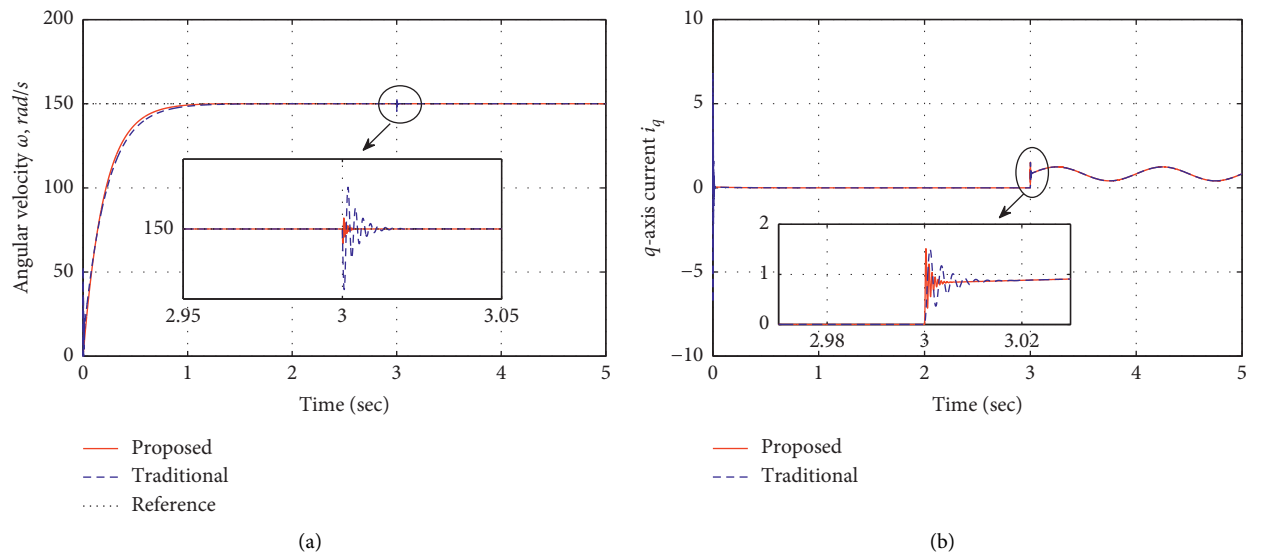 200
150
100
50
0
Angular velocity ω, rad/s
150
2.95
3
3.05
0
1
2
3
4
5
Time (sec)
Proposed
Traditional
Reference
(a)
10
5
0
−5
−10
q-axis current iq
2
1
0
2.98
3
3.02
0
1
2
3
4
5
Time (sec)
Proposed
Traditional
(b)